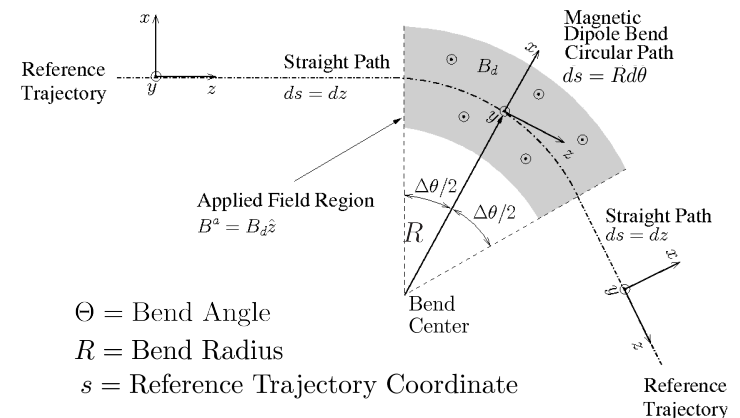 x
y
z
Reference
Trajectory
Straight Path
ds = dz
Magnetic
Dipole Bend
Circular Path
ds = Rdθ
B_d
x
y
z
Applied Field Region
B^a = B_d ẑ
Δθ/2
Δθ/2
R
Straight Path
ds = dz
x
y
z
Bend
Center
Θ = Bend Angle
R = Bend Radius
s = Reference Trajectory Coordinate
Reference
Trajectory